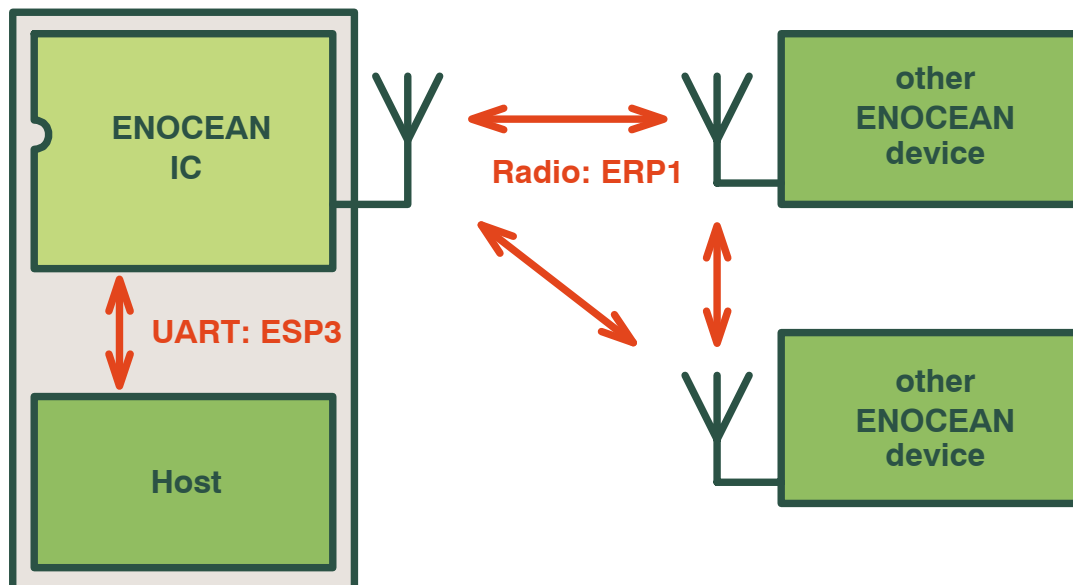 ENOCEAN
IC
other
ENOCEAN
device
Radio: ERP1
UART: ESP3
other
ENOCEAN
device
Host